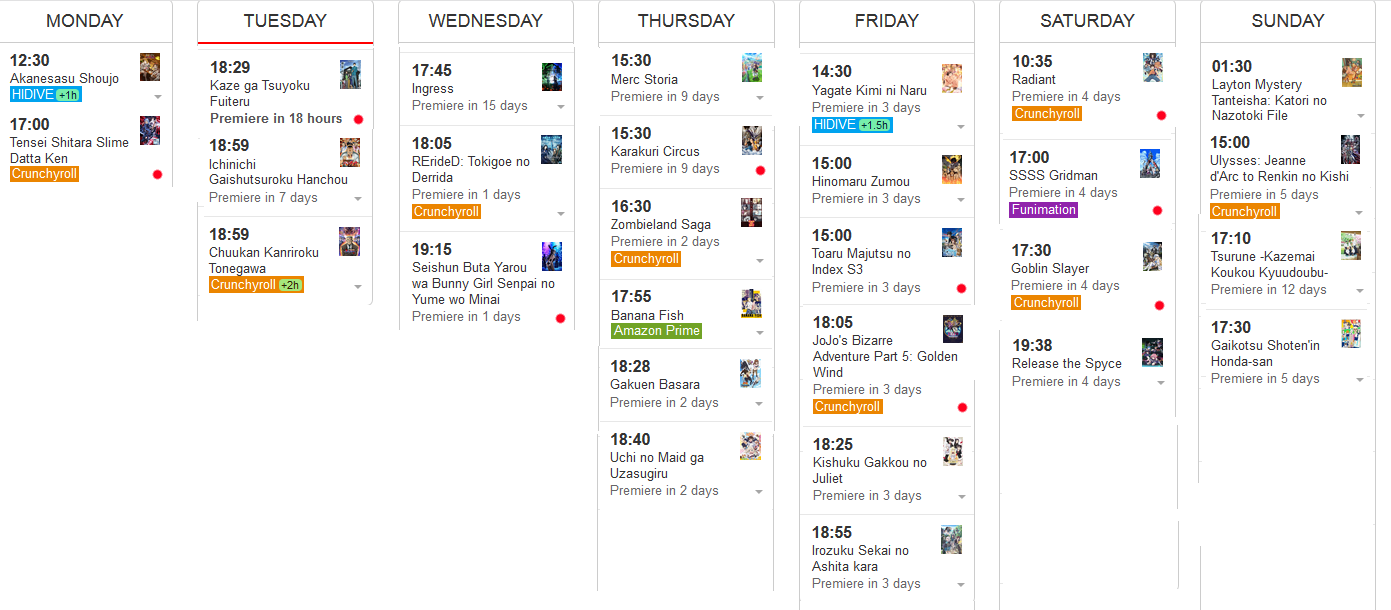 MONDAY
12:30
Akanesasu Shoujo
HIDIVE +1h
17:00
Tensei Shitara Slime
Datta Ken
Crunchyroll
TUESDAY
18:29
Kaze ga Tsuyoku
Fuiteru
Premiere in 18 hours
18:59
Ichinichi
Gaishutsuroku Hanchou
Premiere in 7 days
18:59
Chuukan Kanriroku
Tonegawa
Crunchyroll +2h
WEDNESDAY
17:45
Ingress
Premiere in 15 days
18:05
RErideD: Tokigoe no
Derrida
Premiere in 1 days
Crunchyroll
19:15
Seishun Buta Yarou
wa Bunny Girl Senpai no
Yume wo Minai
Premiere in 1 days
THURSDAY
15:30
Merc Storia
Premiere in 9 days
15:30
Karakuri Circus
Premiere in 9 days
16:30
Zombieland Saga
Premiere in 2 days
Crunchyroll
17:55
Banana Fish
Amazon Prime
18:28
Gakuen Basara
Premiere in 2 days
18:40
Uchi no Maid ga
Uzasugiru
Premiere in 2 days
FRIDAY
14:30
Yagate Kimi ni Naru
Premiere in 3 days
HIDIVE +1.5h
15:00
Hinomaru Zumou
Premiere in 3 days
15:00
Toaru Majutsu no
Index S3
Premiere in 3 days
18:05
JoJo's Bizarre
Adventure Part 5: Golden
Wind
Premiere in 3 days
Crunchyroll
18:25
Kishuku Gakkou no
Juliet
Premiere in 3 days
18:55
Irozuku Sekai no
Ashita kara
Premiere in 3 days
SATURDAY
10:35
Radiant
Premiere in 4 days
Crunchyroll
17:00
SSSS Gridman
Premiere in 4 days
Funimation
17:30
Goblin Slayer
Premiere in 4 days
Crunchyroll
19:38
Release the Spyce
Premiere in 4 days
SUNDAY
01:30
Layton Mystery
Tanteisha: Katori no
Nazotoki File
15:00
Ulysses: Jeanne
d'Arc to Renkin no Kishi
Premiere in 5 days
Crunchyroll
17:10
Tsurune -Kazemai
Koukou Kyuudoubu-
Premiere in 12 days
17:30
Gaikotsu Shoten'in
Honda-san
Premiere in 5 days